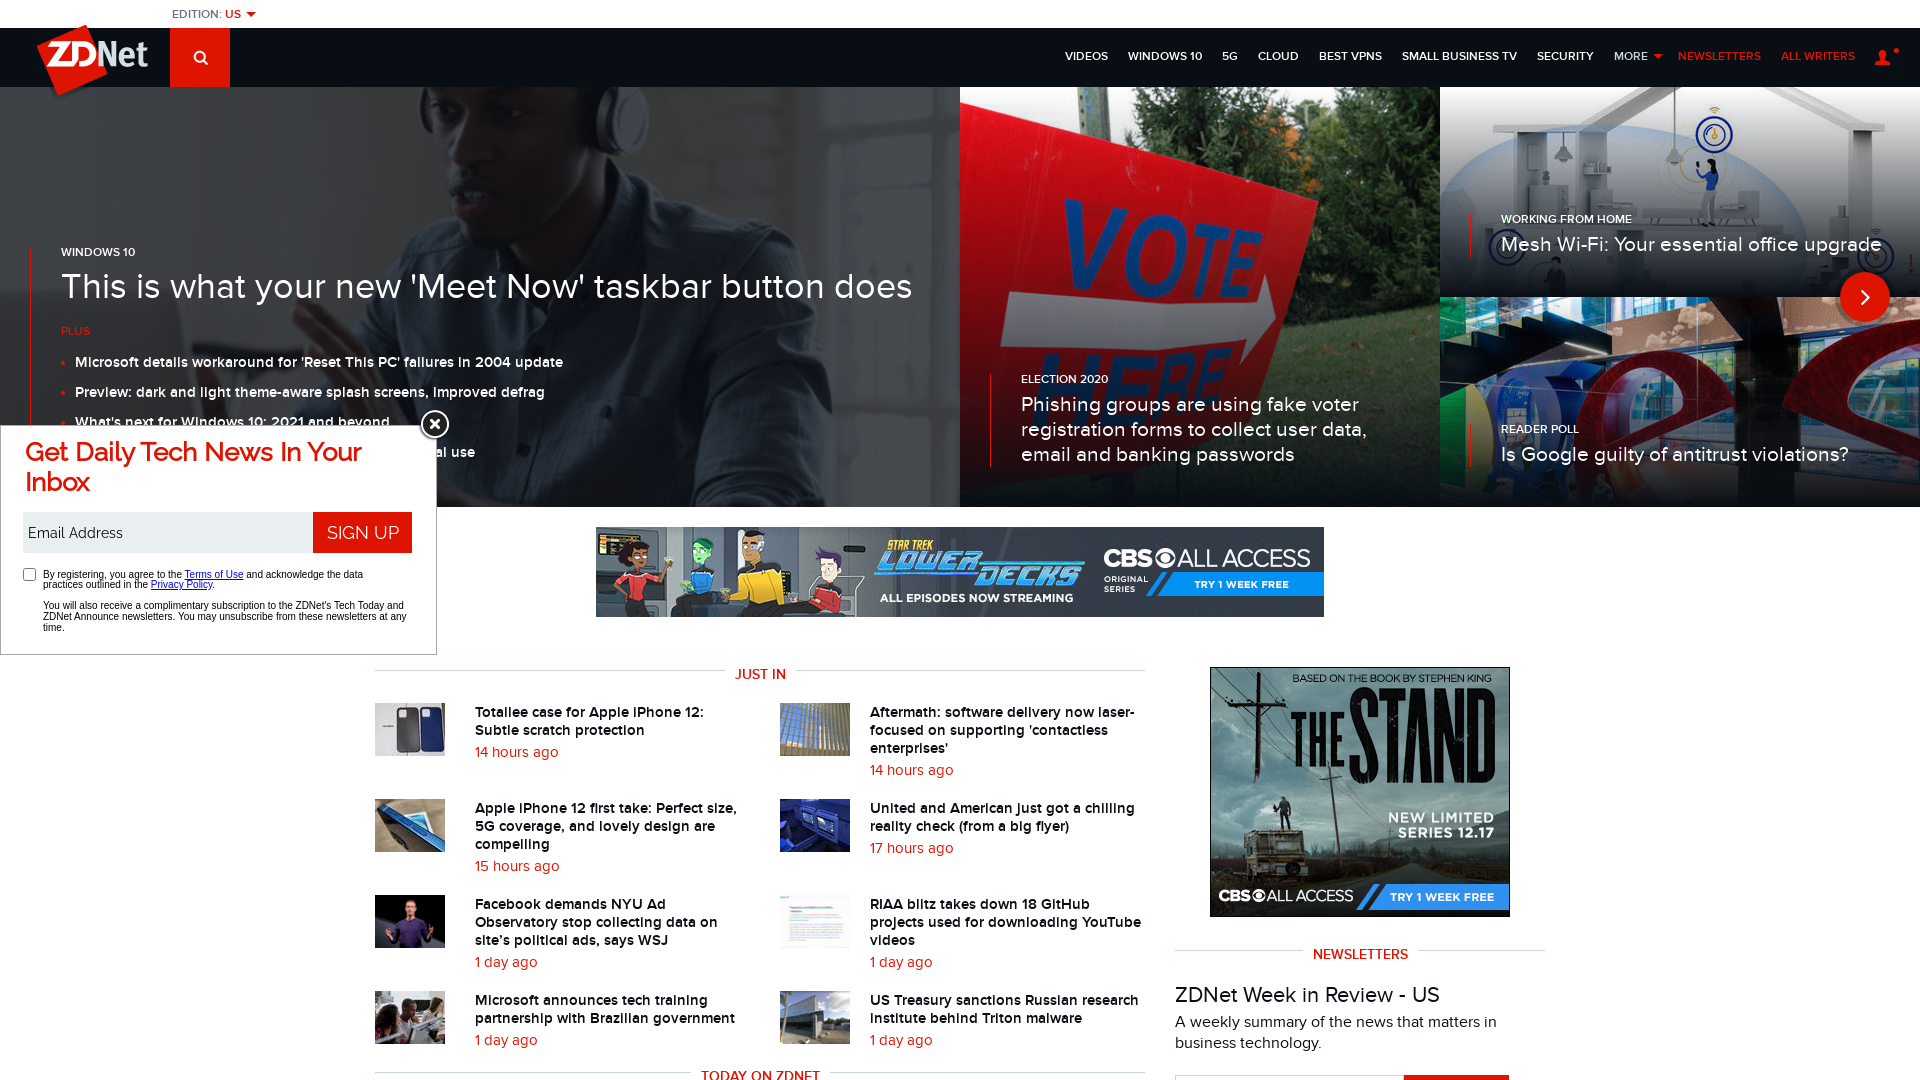 EDITION: US
ZDNet
VIDEOS WINDOWS 10 5G CLOUD BEST VPNS SMALL BUSINESS TV SECURITY MORE NEWSLETTERS ALL WRITERS
WINDOWS 10
This is what your new 'Meet Now' taskbar button does
PLUS
Microsoft details workaround for 'Reset This PC' failures in 2004 update
Preview: dark and light theme-aware splash screens, improved defrag
What's next for Windows 10: 2021 and beyond
al use
VOTE
HERE
ELECTION 2020
Phishing groups are using fake voter
registration forms to collect user data,
email and banking passwords
WORKING FROM HOME
Mesh Wi-Fi: Your essential office upgrade
READER POLL
Is Google guilty of antitrust violations?
Get Daily Tech News In Your
Inbox
Email Address
SIGN UP
By registering, you agree to the Terms of Use and acknowledge the data
practices outlined in the Privacy Policy.
You will also receive a complimentary subscription to the ZDNet's Tech Today and
ZDNet Announce newsletters. You may unsubscribe from these newsletters at any
time.
STAR TREK
LOWER DECKS
ALL EPISODES NOW STREAMING
CBS ALL ACCESS
ORIGINAL
SERIES
TRY 1 WEEK FREE
JUST IN
Totallee case for Apple iPhone 12:
Subtle scratch protection
14 hours ago
Aftermath: software delivery now laser-
focused on supporting 'contactless
enterprises'
14 hours ago
Apple iPhone 12 first take: Perfect size,
5G coverage, and lovely design are
compelling
15 hours ago
United and American just got a chilling
reality check (from a big flyer)
17 hours ago
Facebook demands NYU Ad
Observatory stop collecting data on
site's political ads, says WSJ
1 day ago
RIAA blitz takes down 18 GitHub
projects used for downloading YouTube
videos
1 day ago
Microsoft announces tech training
partnership with Brazilian government
1 day ago
US Treasury sanctions Russian research
institute behind Triton malware
1 day ago
TODAY ON ZDNET
BASED ON THE BOOK BY STEPHEN KING
THE STAND
NEW LIMITED
SERIES 12.17
CBS ALL ACCESS
TRY 1 WEEK FREE
NEWSLETTERS
ZDNet Week in Review - US
A weekly summary of the news that matters in
business technology.